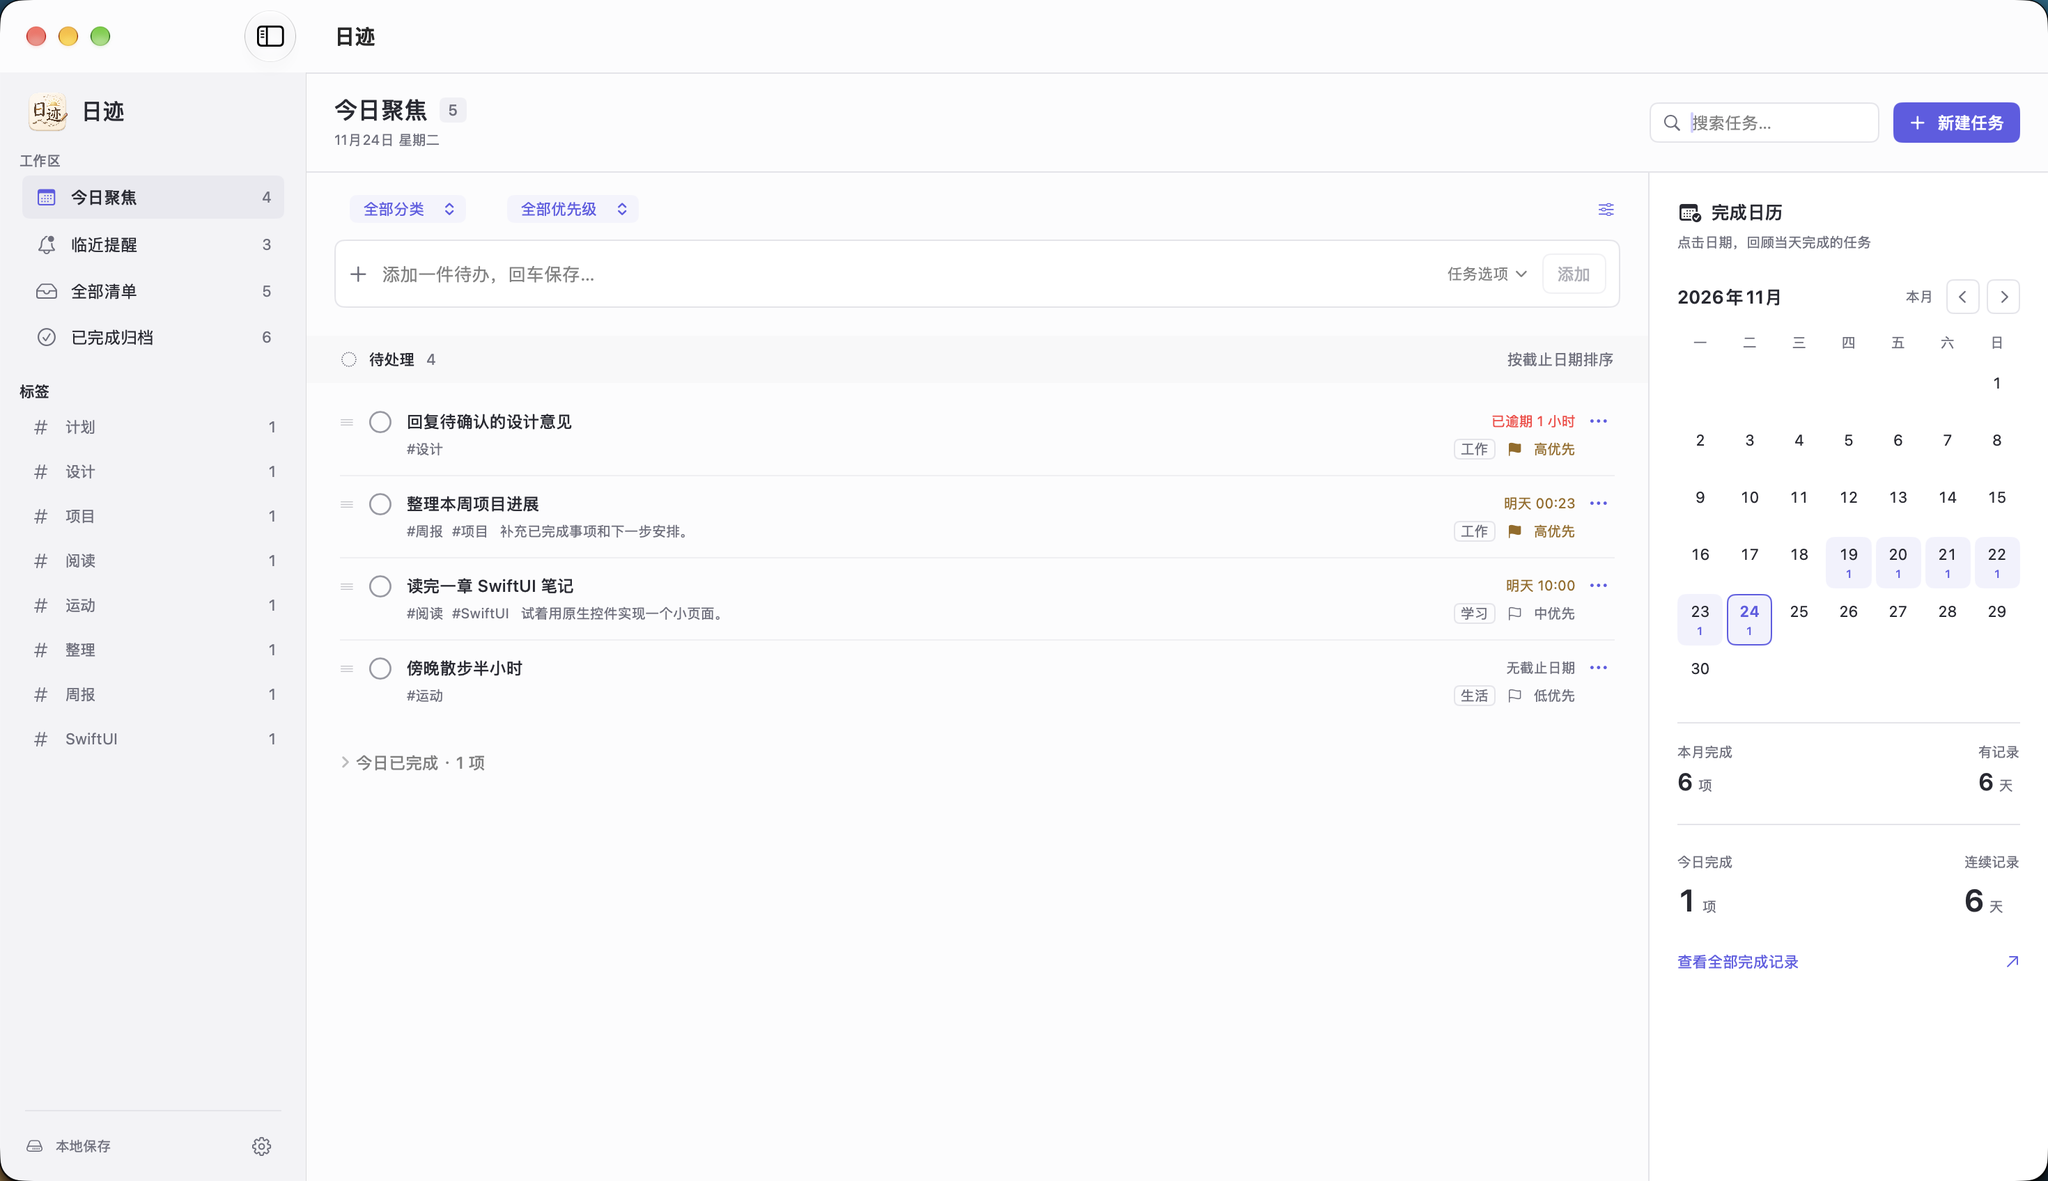 日迹
日迹
日迹
工作区
今日聚焦 4
临近提醒 3
全部清单 5
已完成归档 6
标签
# 计划 1
# 设计 1
# 项目 1
# 阅读 1
# 运动 1
# 整理 1
# 周报 1
# SwiftUI 1
本地保存
今日聚焦 5
11月24日 星期二
搜索任务...
+ 新建任务
全部分类
全部优先级
+ 添加一件待办，回车保存...
任务选项
添加
待处理 4
按截止日期排序
回复待确认的设计意见
已逾期 1 小时
#设计
工作 高优先
整理本周项目进展
明天 00:23
#周报 #项目 补充已完成事项和下一步安排。
工作 高优先
读完一章 SwiftUI 笔记
明天 10:00
#阅读 #SwiftUI 试着用原生控件实现一个小页面。
学习 中优先
傍晚散步半小时
无截止日期
#运动
生活 低优先
今日已完成 · 1 项
完成日历
点击日期，回顾当天完成的任务
2026年11月
本月
一 二 三 四 五 六 日
1
2 3 4 5 6 7 8
9 10 11 12 13 14 15
16 17 18 19 20 21 22
1 1 1 1
23 24 25 26 27 28 29
1 1
30
本月完成 有记录
6 项 6 天
今日完成 连续记录
1 项 6 天
查看全部完成记录